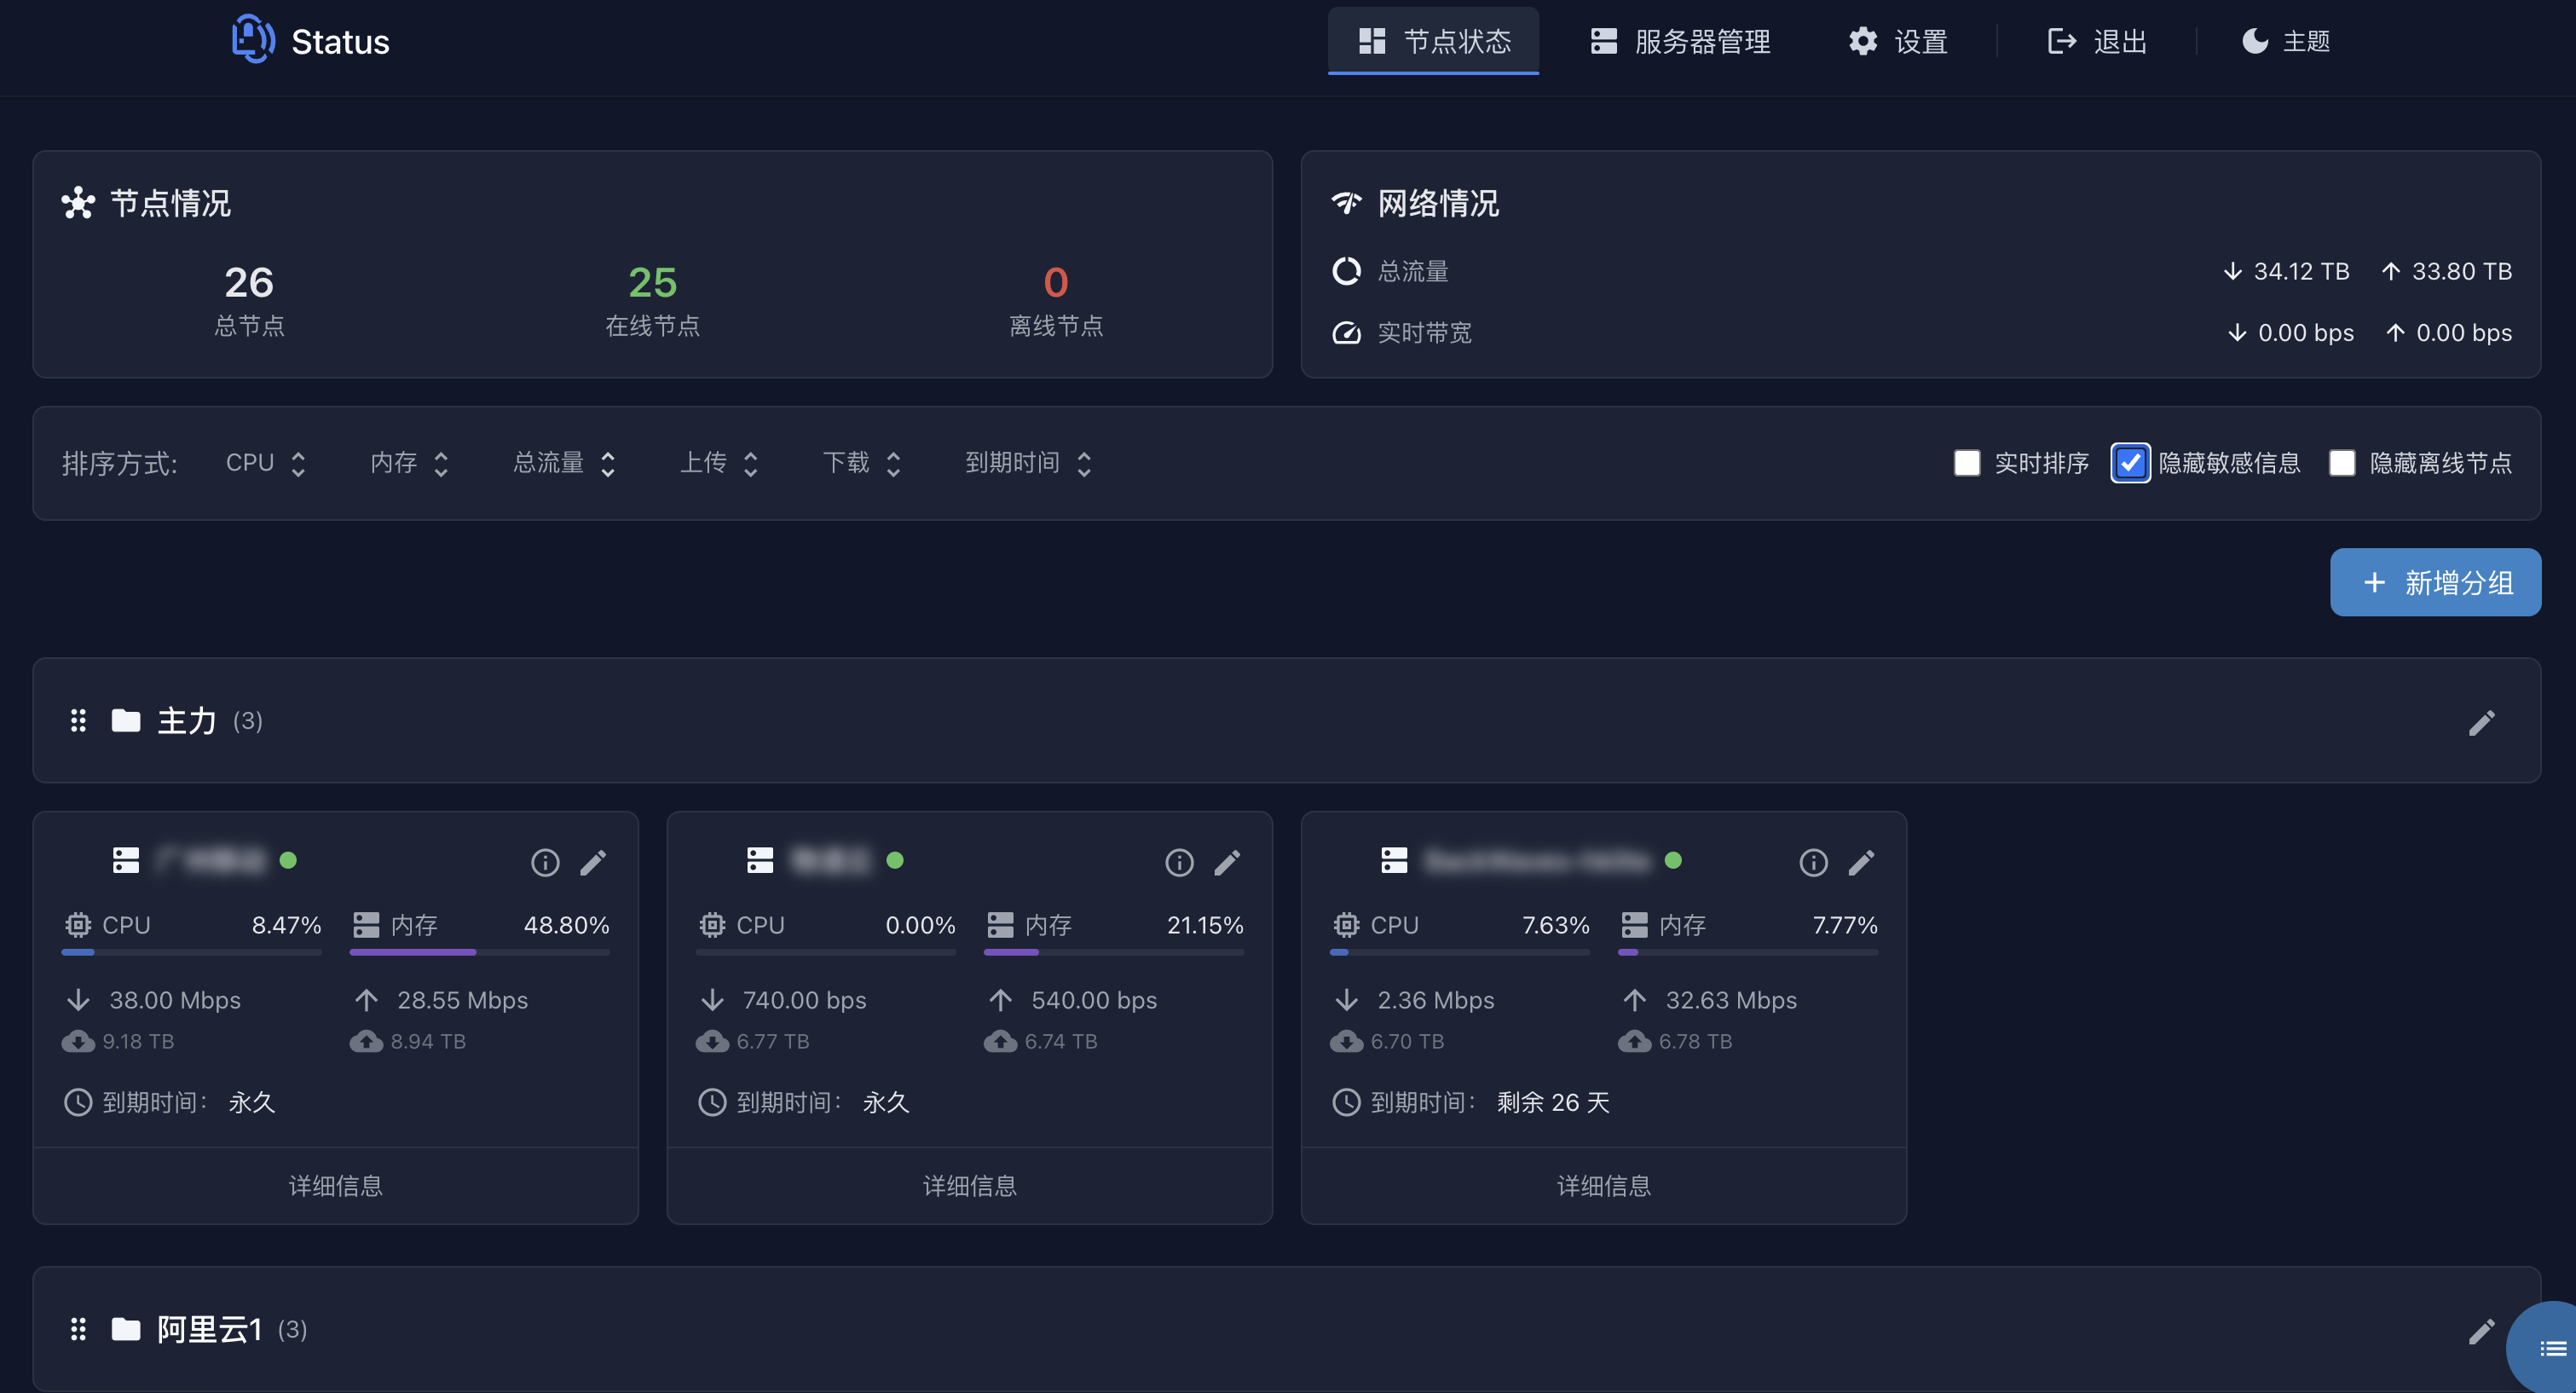 Status
节点状态 服务器管理 设置 退出 主题
节点情况
26 25 0
总节点 在线节点 离线节点
网络情况
总流量 34.12 TB 33.80 TB
实时带宽 0.00 bps 0.00 bps
排序方式: CPU 内存 总流量 上传 下载 到期时间 实时排序 隐藏敏感信息 隐藏离线节点
+ 新增分组
主力 (3)
CPU 8.47% 内存 48.80%
38.00 Mbps 28.55 Mbps
9.18 TB 8.94 TB
到期时间: 永久
详细信息
CPU 0.00% 内存 21.15%
740.00 bps 540.00 bps
6.77 TB 6.74 TB
到期时间: 永久
详细信息
CPU 7.63% 内存 7.77%
2.36 Mbps 32.63 Mbps
6.70 TB 6.78 TB
到期时间: 剩余 26 天
详细信息
阿里云1 (3)